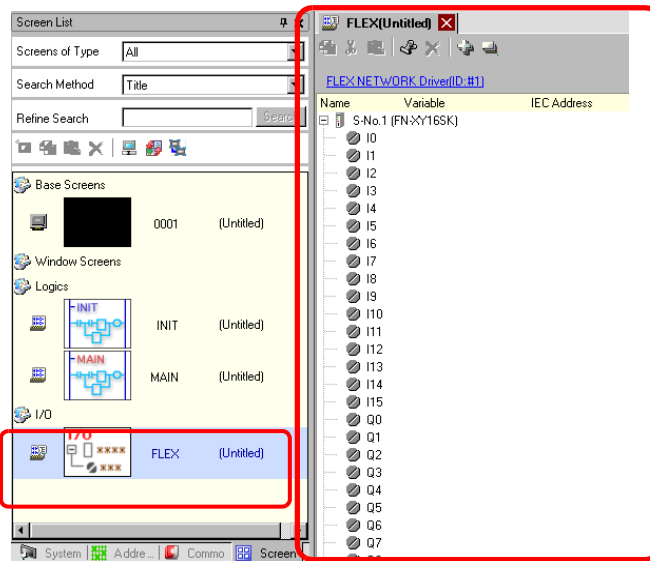 Screen List
Screens of Type All
Search Method Title
Refine Search Search
Base Screens
0001 (Untitled)
Window Screens
Logics
INIT
INIT (Untitled)
MAIN
MAIN (Untitled)
I/O
I/O
****
***
FLEX (Untitled)
System Addre... Commo Screen
FLEX(Untitled)
FLEX NETWORK Driver(ID:#1)
Name Variable IEC Address
S-No.1 (FN-XY16SK)
I0
I1
I2
I3
I4
I5
I6
I7
I8
I9
I10
I11
I12
I13
I14
I15
Q0
Q1
Q2
Q3
Q4
Q5
Q6
Q7